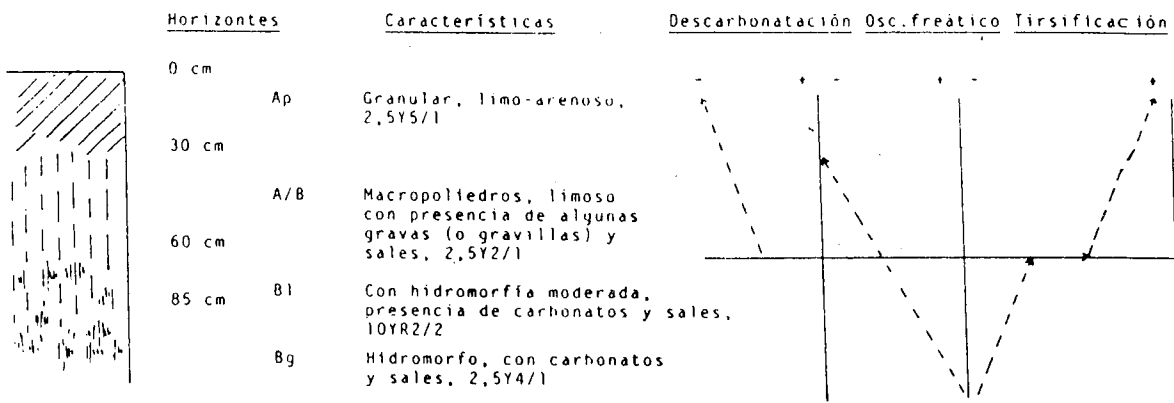 Horizontes Características Descarbonatación Osc.freático Tirsificación
0 cm
- + - + - +
Ap Granular, limo-arenoso,
2,5Y5/1
30 cm
A/B Macropoliedros, limoso
con presencia de algunas
gravas (o gravillas) y
60 cm
sales, 2,5Y2/1
85 cm
B1 Con hidromorfía moderada,
presencia de carbonatos y sales,
10YR2/2
Bg Hidromorfo, con carbonatos
y sales, 2,5Y4/1